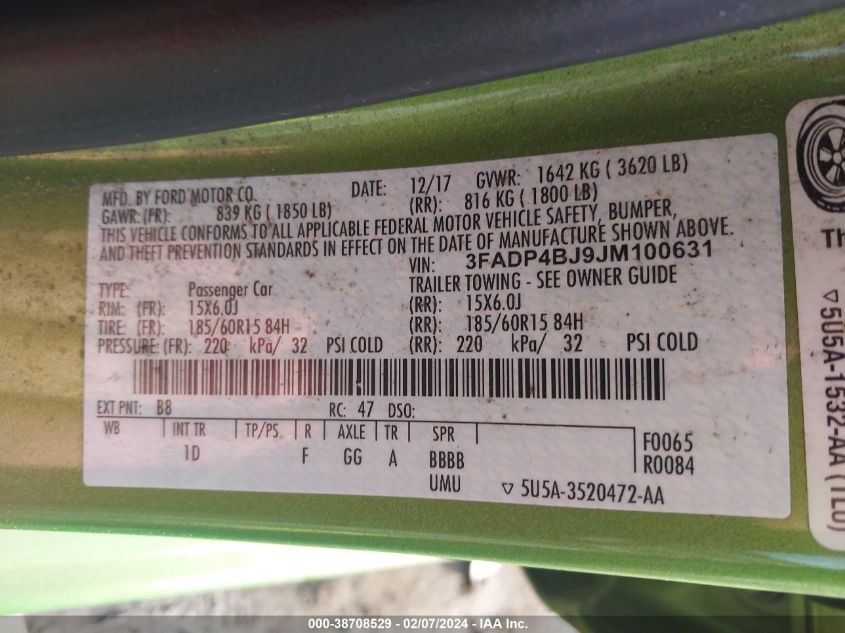 MFD. BY FORD MOTOR CO. DATE: 12/17 GVWR: 1642 KG ( 3620 LB)
GAWR: (FR): 839 KG ( 1850 LB) (RR): 816 KG ( 1800 LB)
THIS VEHICLE CONFORMS TO ALL APPLICABLE FEDERAL MOTOR VEHICLE SAFETY, BUMPER,
AND THEFT PREVENTION STANDARDS IN EFFECT ON THE DATE OF MANUFACTURE SHOWN ABOVE.
VIN: 3FADP4BJ9JM100631
TYPE: Passenger Car TRAILER TOWING - SEE OWNER GUIDE
RIM: (FR): 15X6.0J (RR): 15X6.0J
TIRE: (FR): 185/60R15 84H (RR): 185/60R15 84H
PRESSURE: (FR): 220 kPa/ 32 PSI COLD (RR): 220 kPa/ 32 PSI COLD
EXT PNT: B8 RC: 47 DSO:
WB INT TR TP/PS R AXLE TR SPR F0065
1D F GG A BBBB R0084
UMU ▽ 5U5A-3520472-AA
Th
▽ 5U5A-1532-AA (TLU)
000-38708529 - 02/07/2024 - IAA Inc.